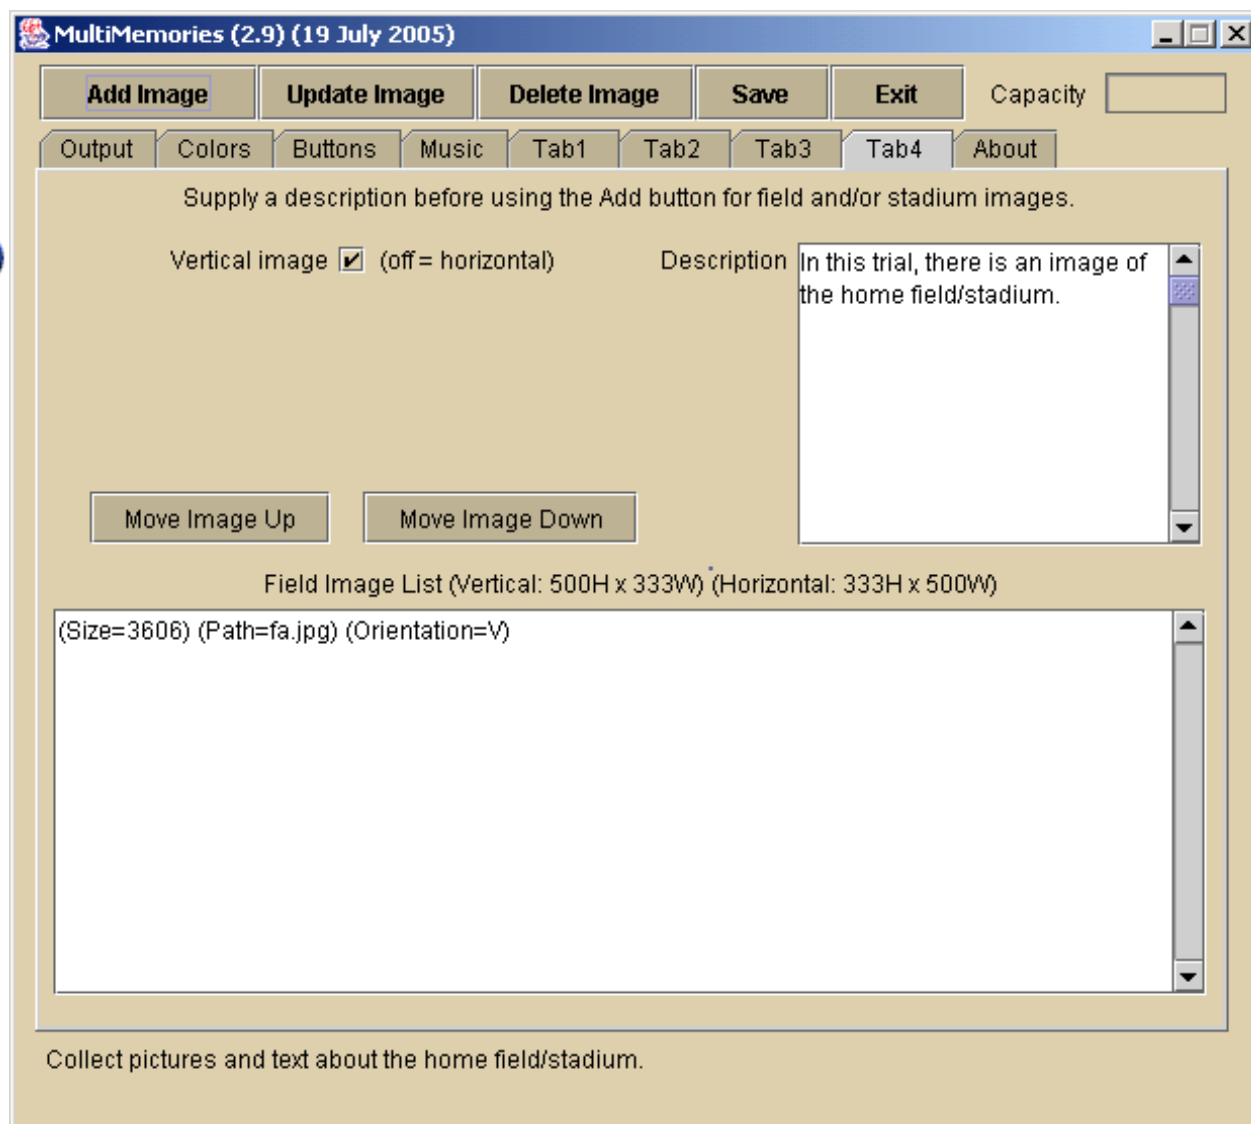 MultiMemories (2.9) (19 July 2005)
Add Image Update Image Delete Image Save Exit Capacity
Output Colors Buttons Music Tab1 Tab2 Tab3 Tab4 About
Supply a description before using the Add button for field and/or stadium images.
Vertical image (off = horizontal) Description
In this trial, there is an image of
the home field/stadium.
Move Image Up Move Image Down
Field Image List (Vertical: 500H x 333W) (Horizontal: 333H x 500W)
(Size=3606) (Path=fa.jpg) (Orientation=V)
Collect pictures and text about the home field/stadium.